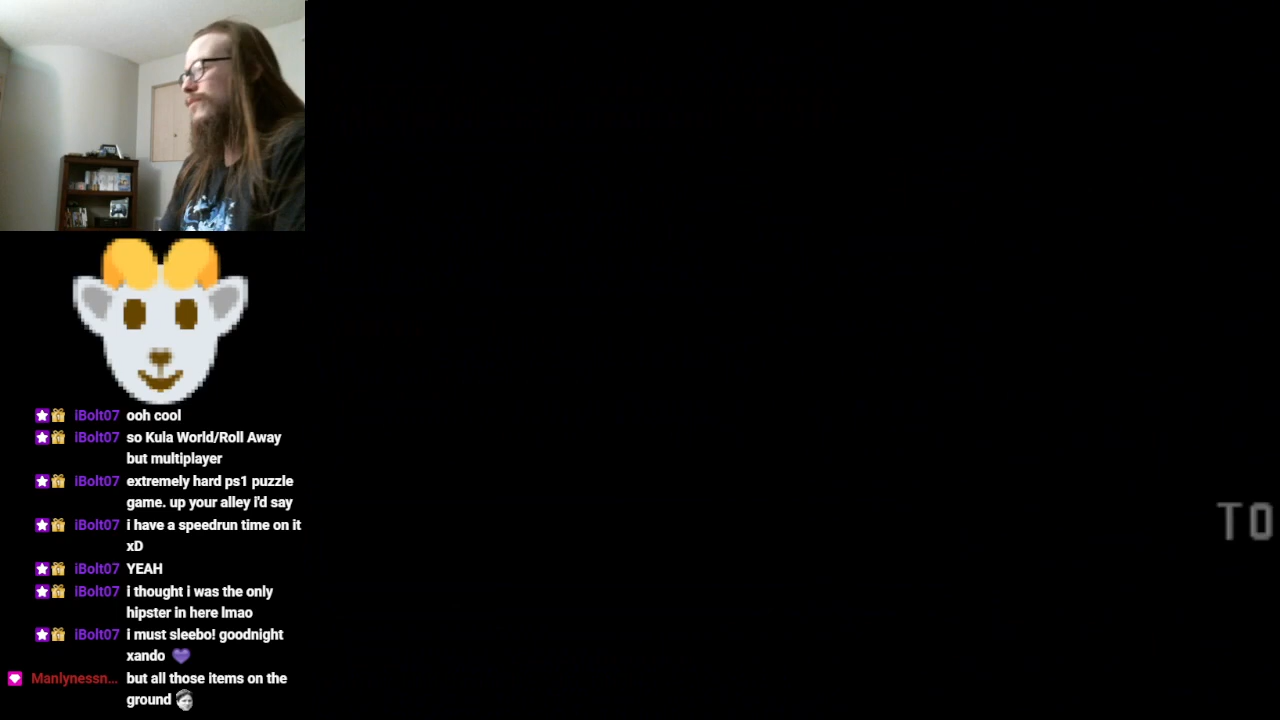 iBolt07 ooh cool
iBolt07 so Kula World/Roll Away
but multiplayer
iBolt07 extremely hard ps1 puzzle
game. up your alley i'd say
iBolt07 i have a speedrun time on it
xD
iBolt07 YEAH
iBolt07 i thought i was the only
hipster in here lmao
iBolt07 i must sleebo! goodnight
xando
Manlynessn... but all those items on the
ground
TO